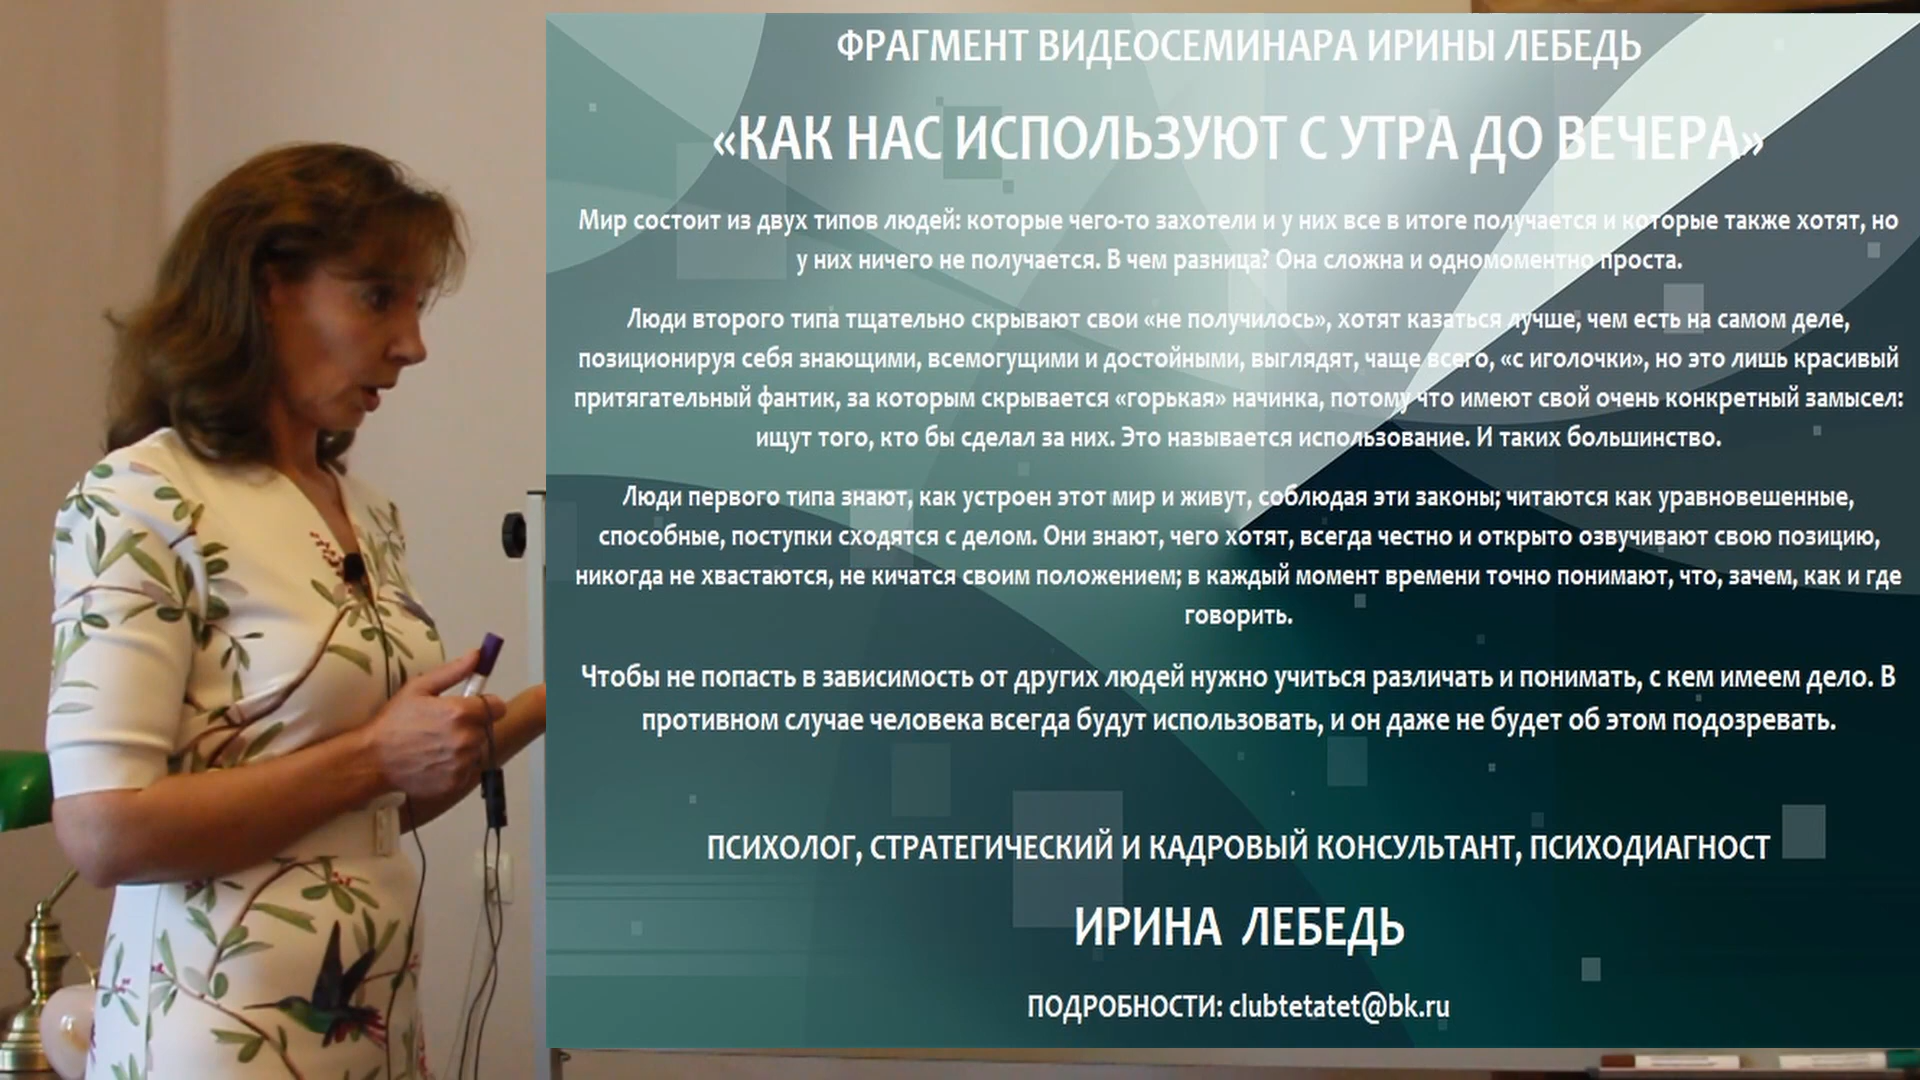 ФРАГМЕНТ ВИДЕОСЕМИНАРА ИРИНЫ ЛЕБЕДЬ
«КАК НАС ИСПОЛЬЗУЮТ С УТРА ДО ВЕЧЕРА»
Мир состоит из двух типов людей: которые чего-то захотели и у них все в итоге получается и которые также хотят, но
у них ничего не получается. В чем разница? Она сложна и одномоментно проста.
Люди второго типа тщательно скрывают свои «не получилось», хотят казаться лучше, чем есть на самом деле,
позиционируя себя знающими, всемогущими и достойными, выглядят, чаще всего, «с иголочки», но это лишь красивый
притягательный фантик, за которым скрывается «горькая» начинка, потому что имеют свой очень конкретный замысел:
ищут того, кто бы сделал за них. Это называется использование. И таких большинство.
Люди первого типа знают, как устроен этот мир и живут, соблюдая эти законы; читаются как уравновешенные,
способные, поступки сходятся с делом. Они знают, чего хотят, всегда честно и открыто озвучивают свою позицию,
никогда не хвастаются, не кичатся своим положением; в каждый момент времени точно понимают, что, зачем, как и где
говорить.
Чтобы не попасть в зависимость от других людей нужно учиться различать и понимать, с кем имеем дело. В
противном случае человека всегда будут использовать, и он даже не будет об этом подозревать.
ПСИХОЛОГ, СТРАТЕГИЧЕСКИЙ И КАДРОВЫЙ КОНСУЛЬТАНТ, ПСИХОДИАГНОСТ
ИРИНА ЛЕБЕДЬ
ПОДРОБНОСТИ: clubtetatet@bk.ru